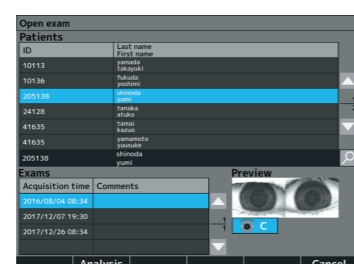 Open exam
Patients
ID Last name
First name
10113 yamada
takayuki
10136 fukuda
yoshimi
205138 shinoda
yumi
24128 tanaka
atuko
41635 tamai
kazuo
41635 yamamoto
yuusuke
205138 shinoda
yumi
Exams Preview
Acquisition time Comments
2016/08/04 08:34
2017/12/07 19:30
2017/12/26 08:34
1
1
C
Analysis Cancel